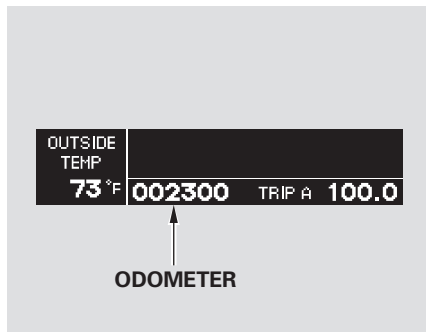 OUTSIDE
TEMP
73°F 002300 TRIP A 100.0
ODOMETER